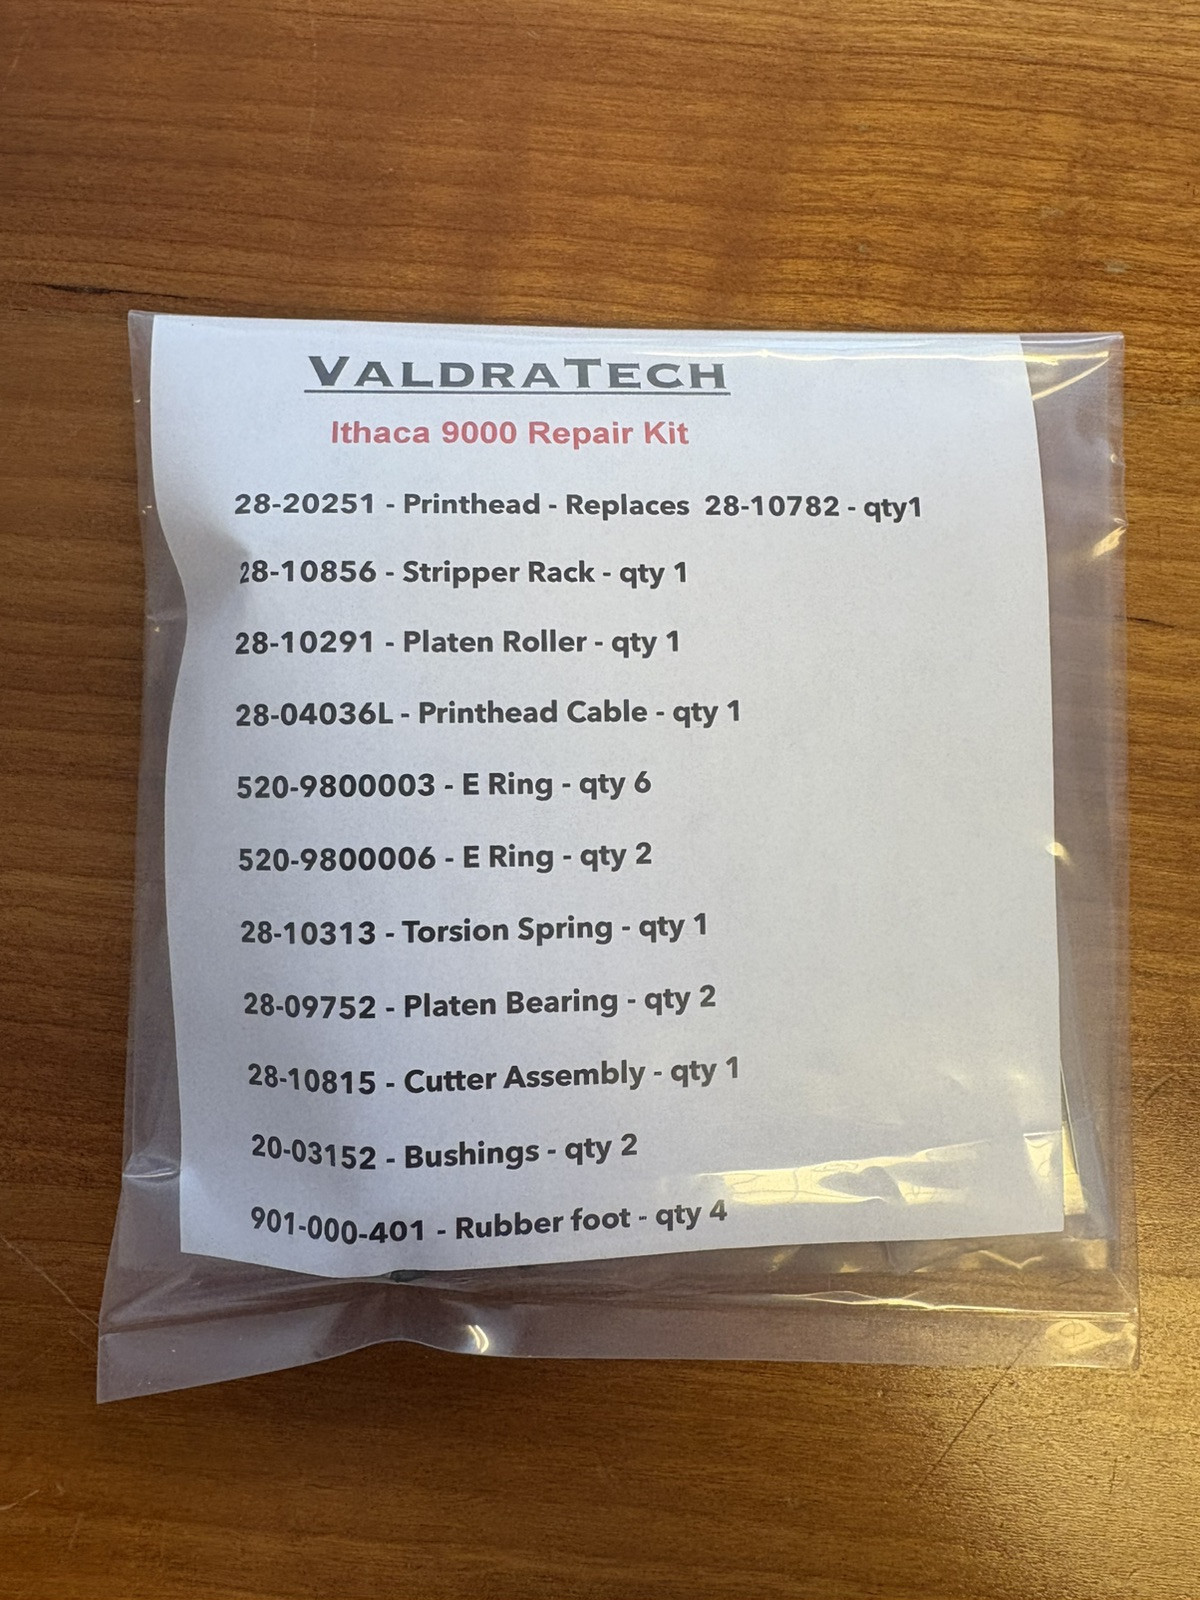 VALDRATECH
Ithaca 9000 Repair Kit
28-20251 - Printhead - Replaces 28-10782 - qty1
28-10856 - Stripper Rack - qty 1
28-10291 - Platen Roller - qty 1
28-04036L - Printhead Cable - qty 1
520-9800003 - E Ring - qty 6
520-9800006 - E Ring - qty 2
28-10313 - Torsion Spring - qty 1
28-09752 - Platen Bearing - qty 2
28-10815 - Cutter Assembly - qty 1
20-03152 - Bushings - qty 2
901-000-401 - Rubber foot - qty 4